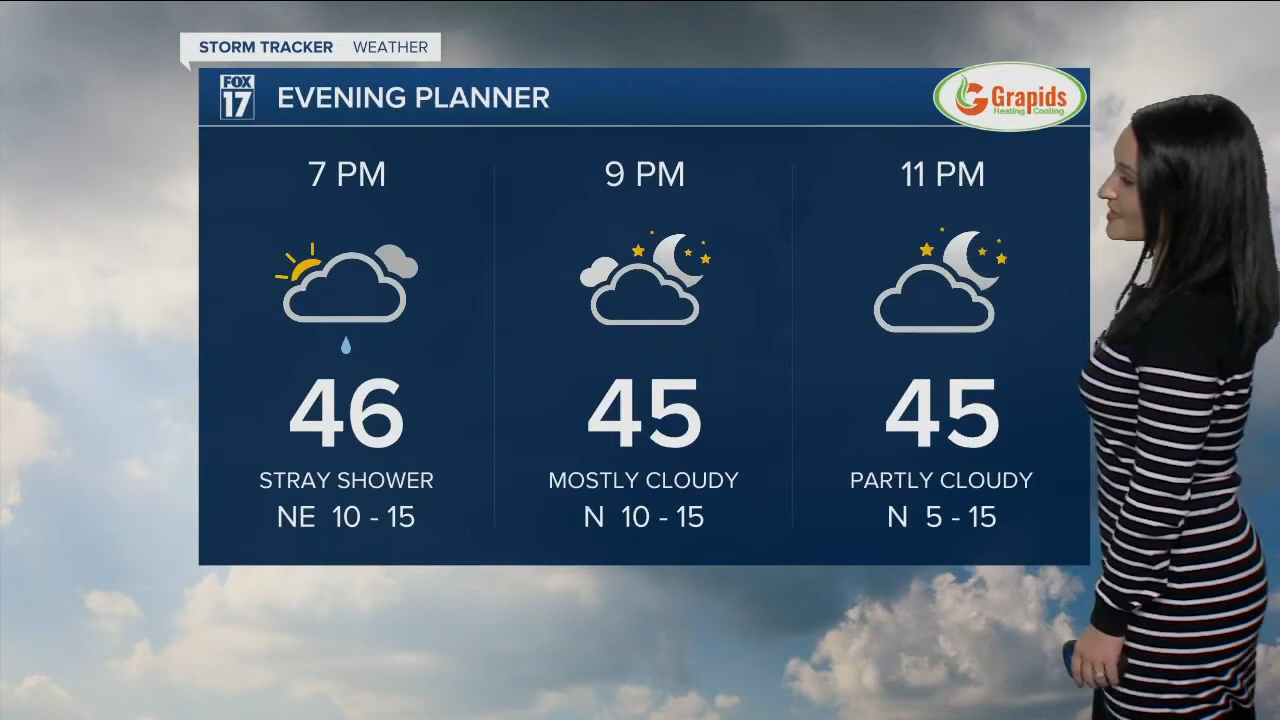 STORM TRACKER WEATHER
FOX
17
EVENING PLANNER
Grapids
Heating Cooling
7 PM
46
STRAY SHOWER
NE 10 - 15
9 PM
45
MOSTLY CLOUDY
N 10 - 15
11 PM
45
PARTLY CLOUDY
N 5 - 15